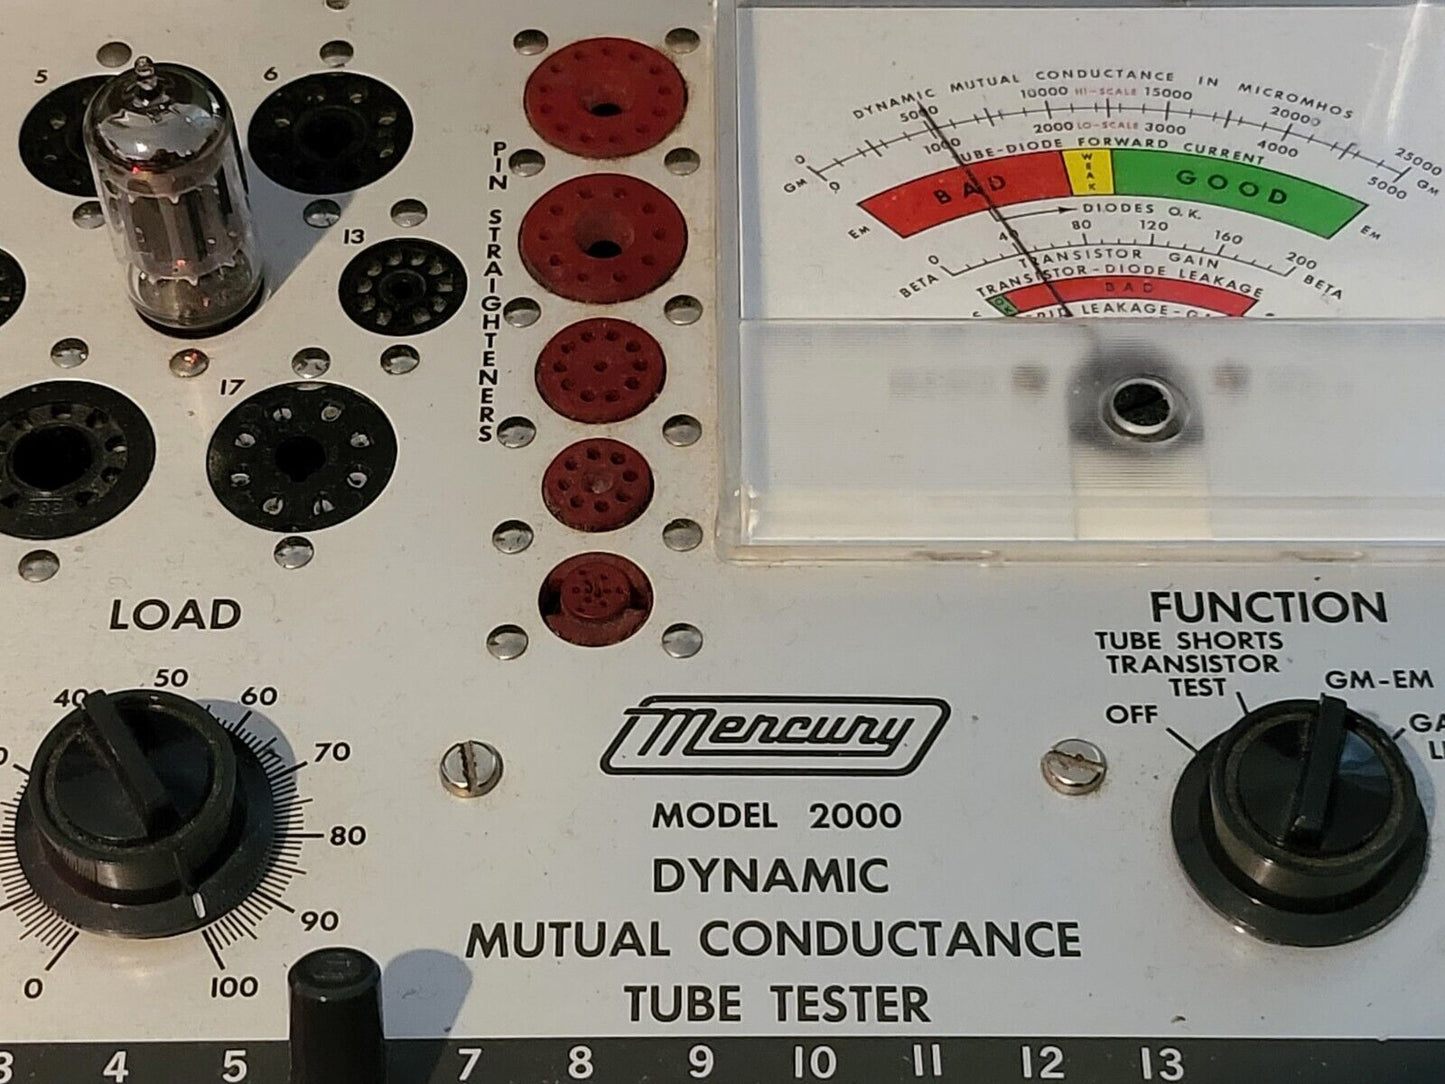 5
6
13
17
PIN STRAIGHTENERS
DYNAMIC MUTUAL CONDUCTANCE IN MICROMHOS
0 5000 10000 HI-SCALE 15000 20000 25000
GM 0 1000 2000 LO-SCALE 3000 4000 5000 GM
TUBE-DIODE FORWARD CURRENT
EM BAD WEAK GOOD EM
DIODES O.K.
BETA 0 40 80 120 160 200 BETA
TRANSISTOR GAIN
TRANSISTOR-DIODE LEAKAGE
OK BAD
LEAKAGE-
LOAD
0 40 50 60 70 80 90 100
FUNCTION
TUBE SHORTS
TRANSISTOR
TEST
OFF
GM-EM
GA
Mercury
MODEL 2000
DYNAMIC
MUTUAL CONDUCTANCE
TUBE TESTER
3 4 5 7 8 9 10 11 12 13